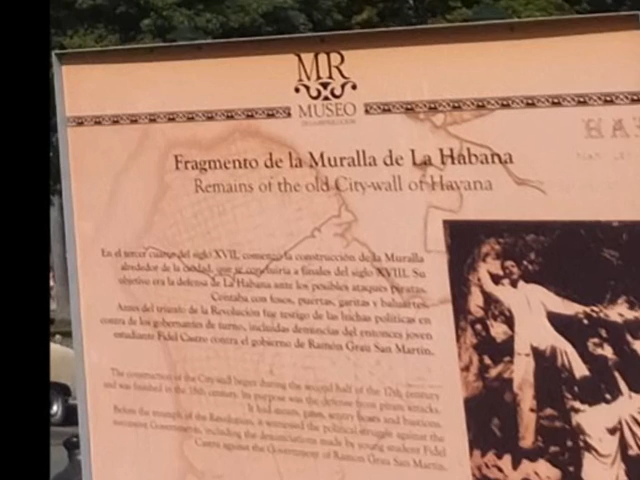 MR
MUSEO
Fragmento de la Muralla de La Habana
Remains of the old City-wall of Havana
En el tercer cuarto del siglo XVII, comenzó la construcción de la Muralla
alrededor de la ciudad, que se concluiría a finales del siglo XVIII. Su
objetivo era la defensa de La Habana ante los posibles ataques piratas.
Contaba con fosos, puertas, garitas y baluartes.
Antes del triunfo de la Revolución fue testigo de las luchas políticas en
contra de los gobernantes de turno, incluidas denuncias del entonces joven
estudiante Fidel Castro contra el gobierno de Ramón Grau San Martín.
The construction of the City-wall began during the second half of the 17th century
and was finished in the 18th century. Its purpose was the defense from pirate attacks.
It had moats, gates, sentry boxes and bastions.
Before the triumph of the Revolution, it witnessed the political struggle against the
Governments, including the denunciations made by young student Fidel
Castro against the Government of Ramon Grau San Martin.